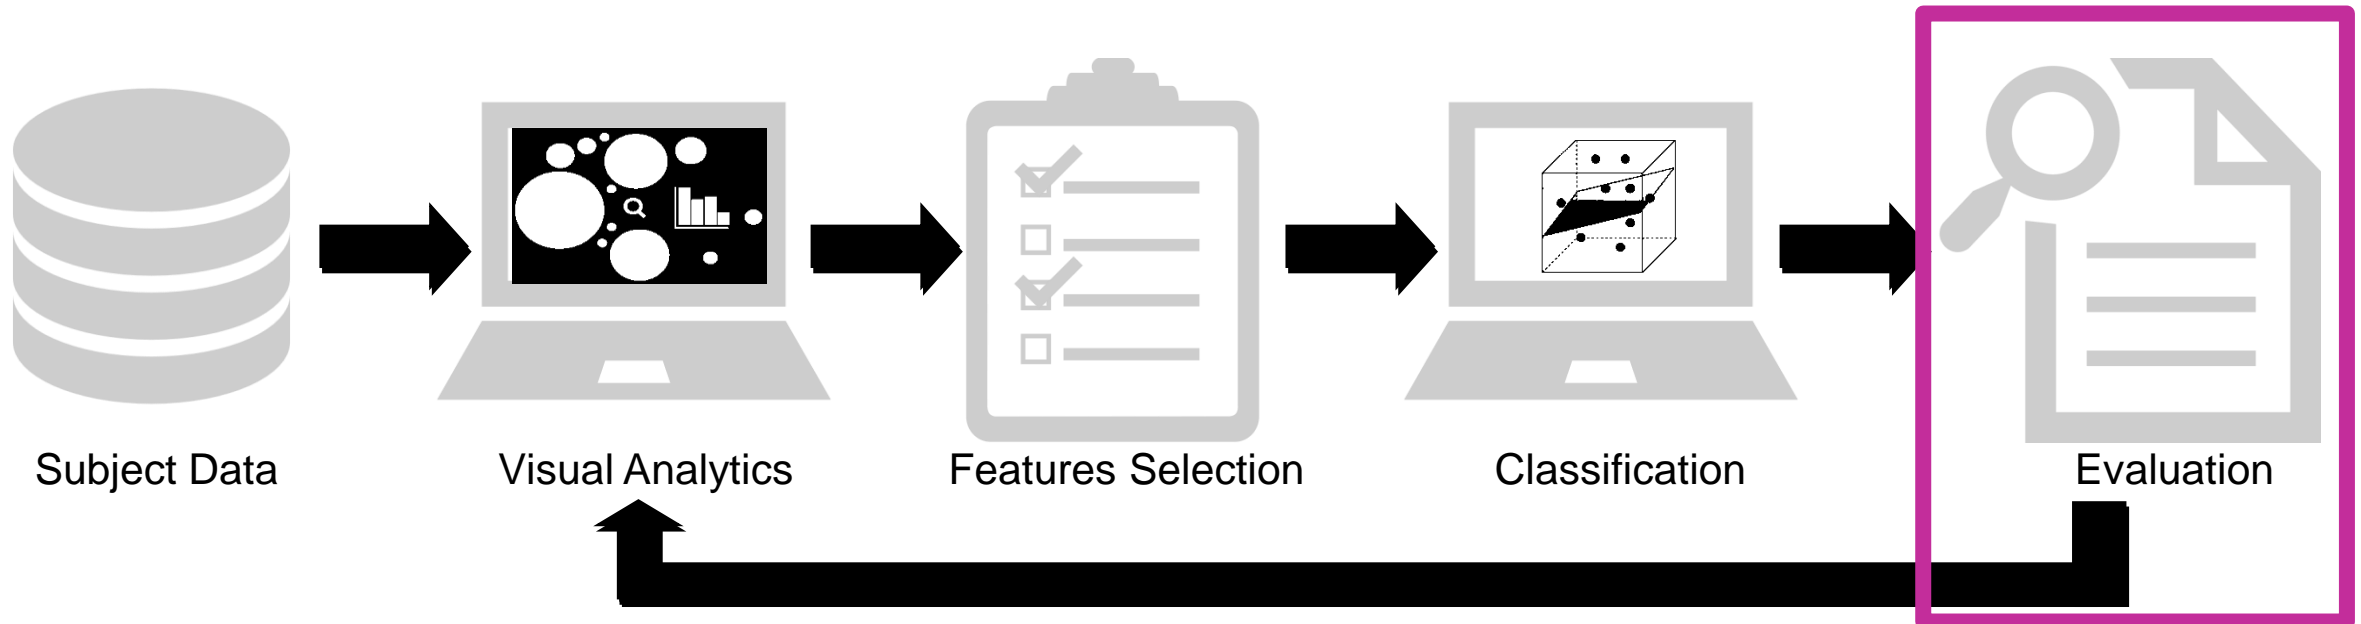 Subject Data
Visual Analytics
Features Selection
Classification
Evaluation